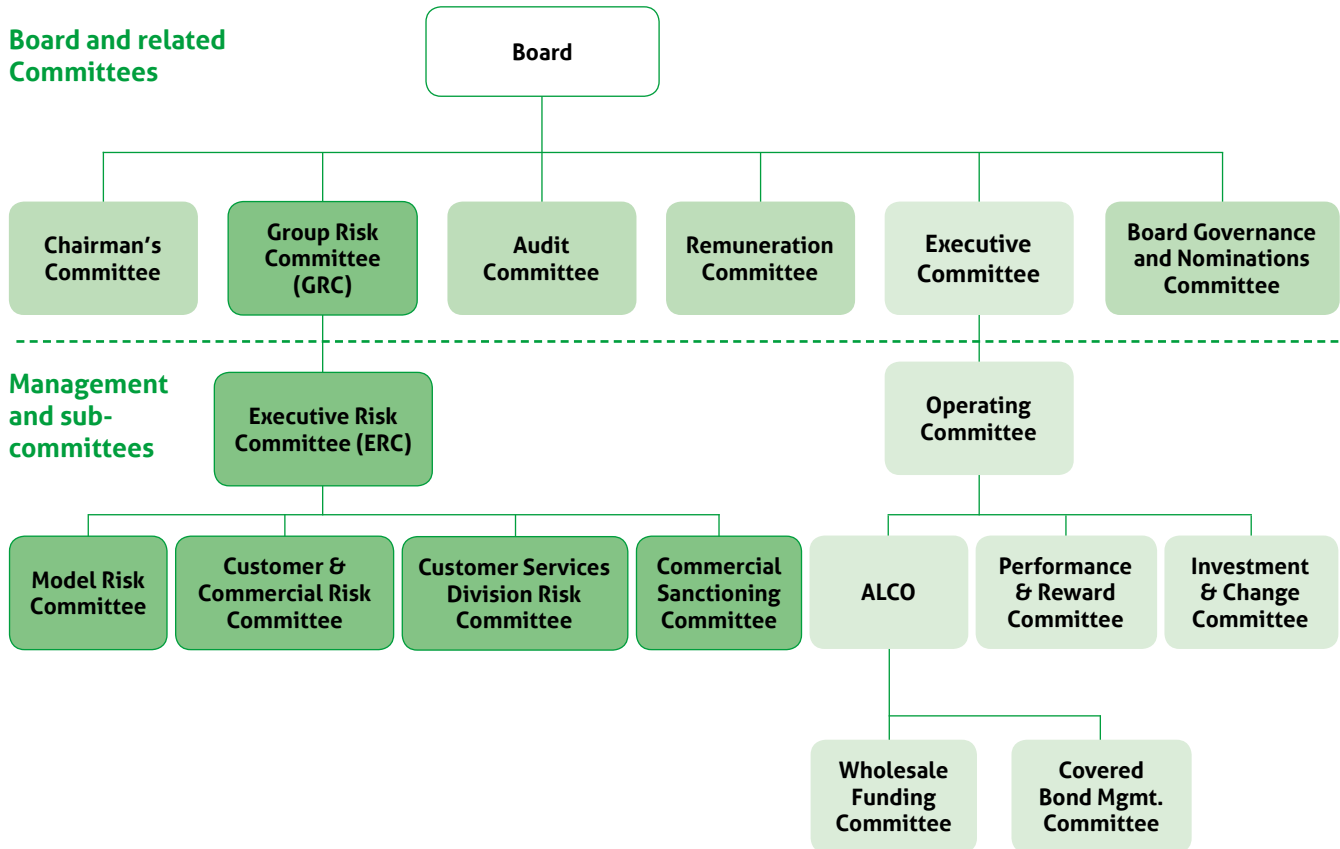 Board and related
Committees
Board
Chairman's
Committee
Group Risk
Committee
(GRC)
Audit
Committee
Remuneration
Committee
Executive
Committee
Board Governance
and Nominations
Committee
Management
and sub-
committees
Executive Risk
Committee (ERC)
Operating
Committee
Model Risk
Committee
Customer &
Commercial Risk
Committee
Customer Services
Division Risk
Committee
Commercial
Sanctioning
Committee
ALCO
Performance
& Reward
Committee
Investment
& Change
Committee
Wholesale
Funding
Committee
Covered
Bond Mgmt.
Committee